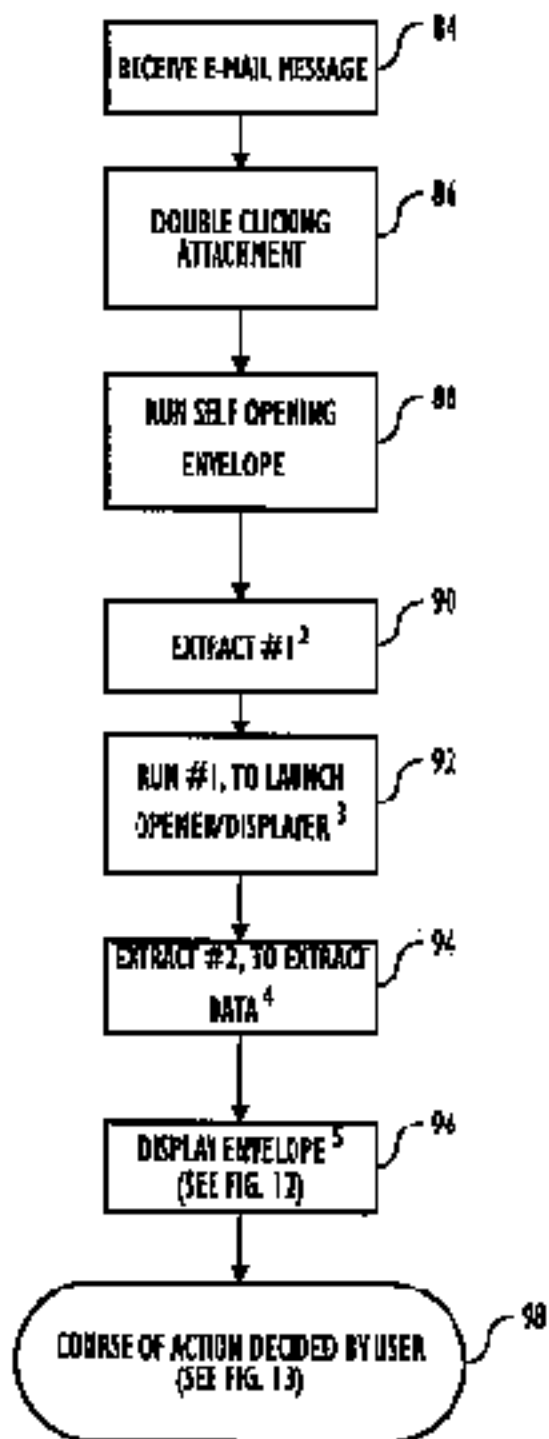 84
RECEIVE E-MAIL MESSAGE
86
DOUBLE CLICKING
ATTACHMENT
88
RUN SELF OPENING
ENVELOPE
90
EXTRACT #1²
92
RUN #1, TO LAUNCH
OPENER/DISPLAYER ³
94
EXTRACT #2, TO EXTRACT
DATA ⁴
96
DISPLAY ENVELOPE ⁵
(SEE FIG. 12)
98
COURSE OF ACTION DECIDED BY USER
(SEE FIG. 13)